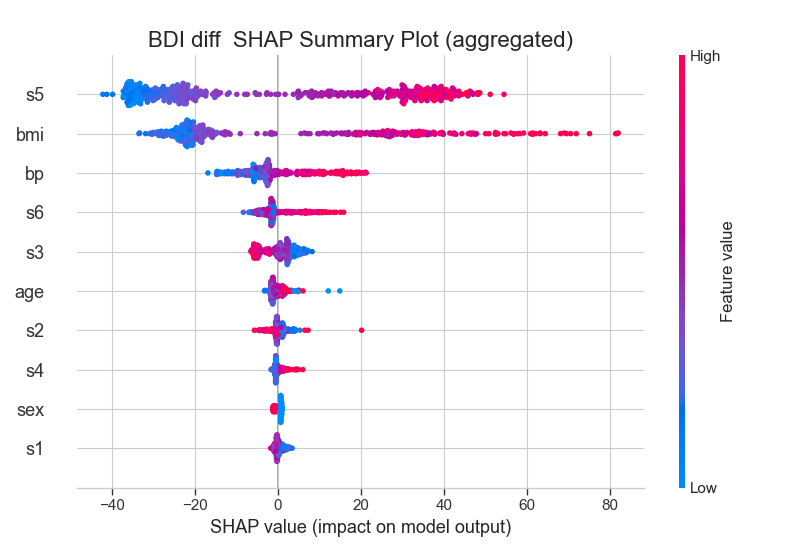 BDI diff  SHAP Summary Plot (aggregated)
High
s5
bmi
bp
s6
s3
age
s2
s4
sex
s1
Feature value
Low
−40 −20 0 20 40 60 80
SHAP value (impact on model output)